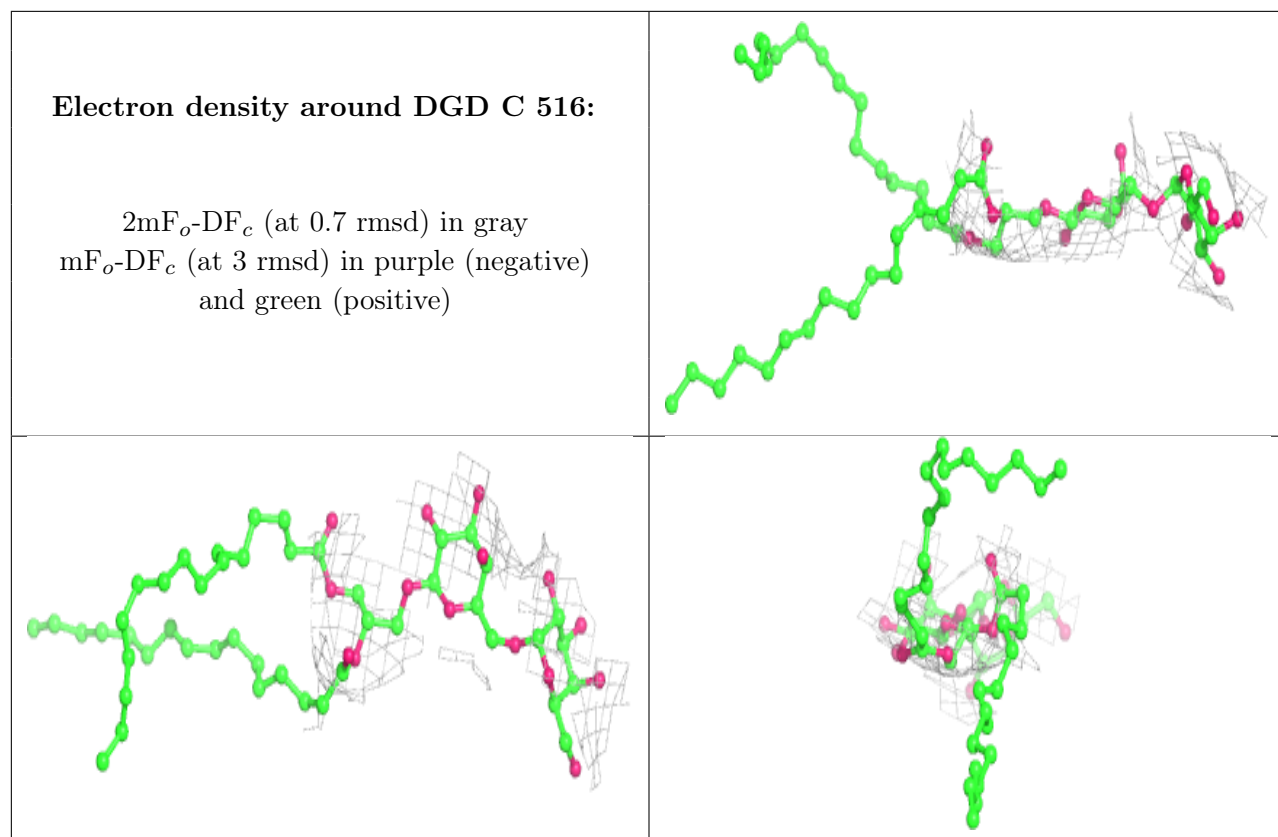 Electron density around DGD C 516:
2mFo-DFc (at 0.7 rmsd) in gray
mFo-DFc (at 3 rmsd) in purple (negative)
and green (positive)